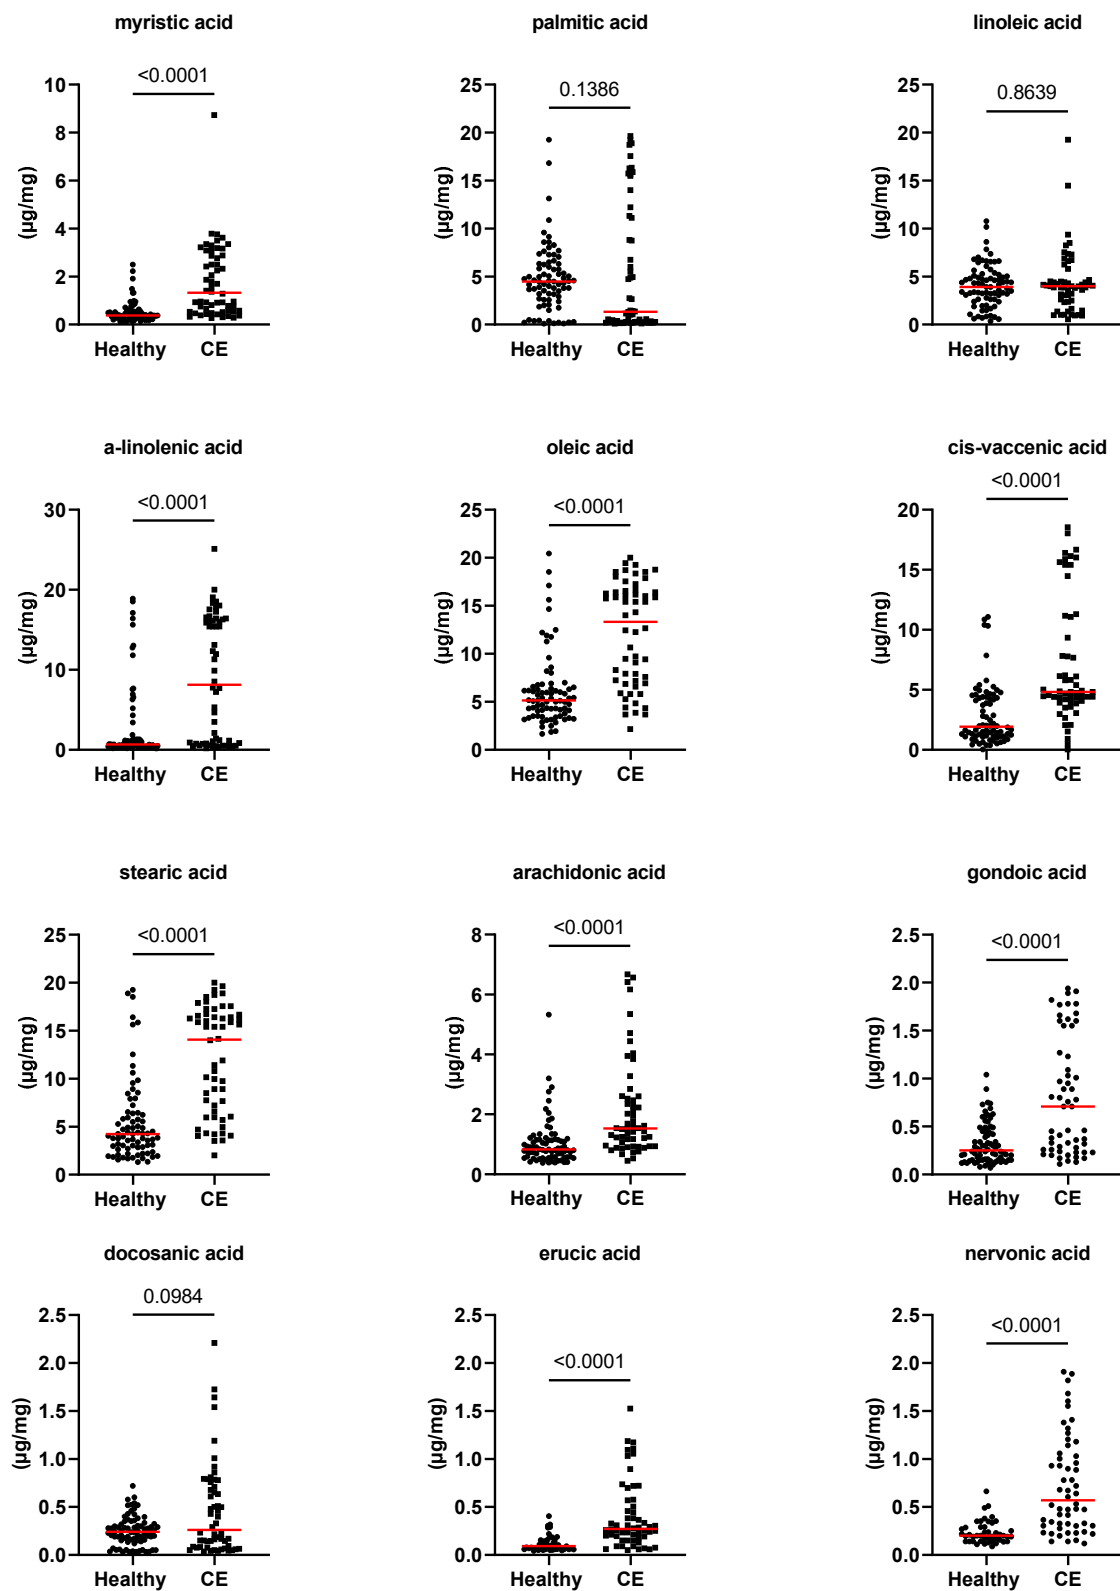 myristic acid
palmitic acid
linoleic acid
<0.0001
0.1386
0.8639
10
8
6
4
2
0
(µg/mg)
Healthy CE
25
20
15
10
5
0
(µg/mg)
Healthy CE
25
20
15
10
5
0
(µg/mg)
Healthy CE
a-linolenic acid
oleic acid
cis-vaccenic acid
<0.0001
<0.0001
<0.0001
30
20
10
0
(µg/mg)
Healthy CE
25
20
15
10
5
0
(µg/mg)
Healthy CE
20
15
10
5
0
(µg/mg)
Healthy CE
stearic acid
arachidonic acid
gondoic acid
<0.0001
<0.0001
<0.0001
25
20
15
10
5
0
(µg/mg)
Healthy CE
8
6
4
2
0
(µg/mg)
Healthy CE
2.5
2.0
1.5
1.0
0.5
0.0
(µg/mg)
Healthy CE
docosanic acid
erucic acid
nervonic acid
0.0984
<0.0001
<0.0001
2.5
2.0
1.5
1.0
0.5
0.0
(µg/mg)
Healthy CE
2.5
2.0
1.5
1.0
0.5
0.0
(µg/mg)
Healthy CE
2.5
2.0
1.5
1.0
0.5
0.0
(µg/mg)
Healthy CE